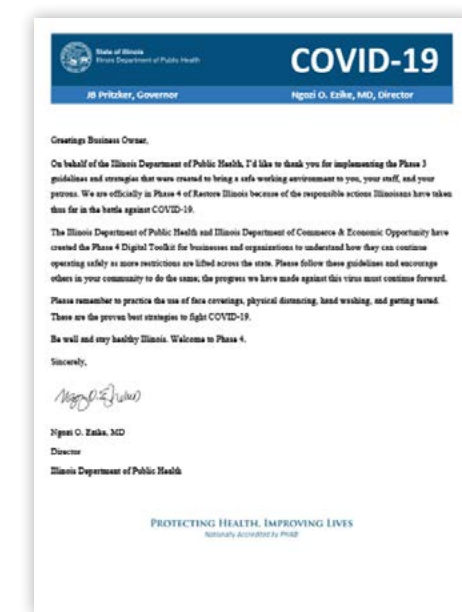 State of Illinois
Illinois Department of Public Health
COVID-19
JB Pritzker, Governor
Ngozi O. Ezike, MD, Director
Greetings Business Owner,
On behalf of the Illinois Department of Public Health, I'd like to thank you for implementing the Phase 3
guidelines and strategies that were created to bring a safe working environment to you, your staff, and your
patrons. We are officially in Phase 4 of Restore Illinois because of the responsible actions Illinoisans have taken
thus far in the battle against COVID-19.
The Illinois Department of Public Health and Illinois Department of Commerce & Economic Opportunity have
created the Phase 4 Digital Toolkit for businesses and organizations to understand how they can continue
operating safely as more restrictions are lifted across the state. Please follow these guidelines and encourage
others in your community to do the same; the progress we have made against this virus must continue forward.
Please remember to practice the use of face coverings, physical distancing, hand washing, and getting tested.
These are the proven best strategies to fight COVID-19.
Be well and stay healthy Illinois. Welcome to Phase 4.
Sincerely,
Ngozi O. Ezike, MD
Director
Illinois Department of Public Health
PROTECTING HEALTH, IMPROVING LIVES
Nationally Accredited by PHAB